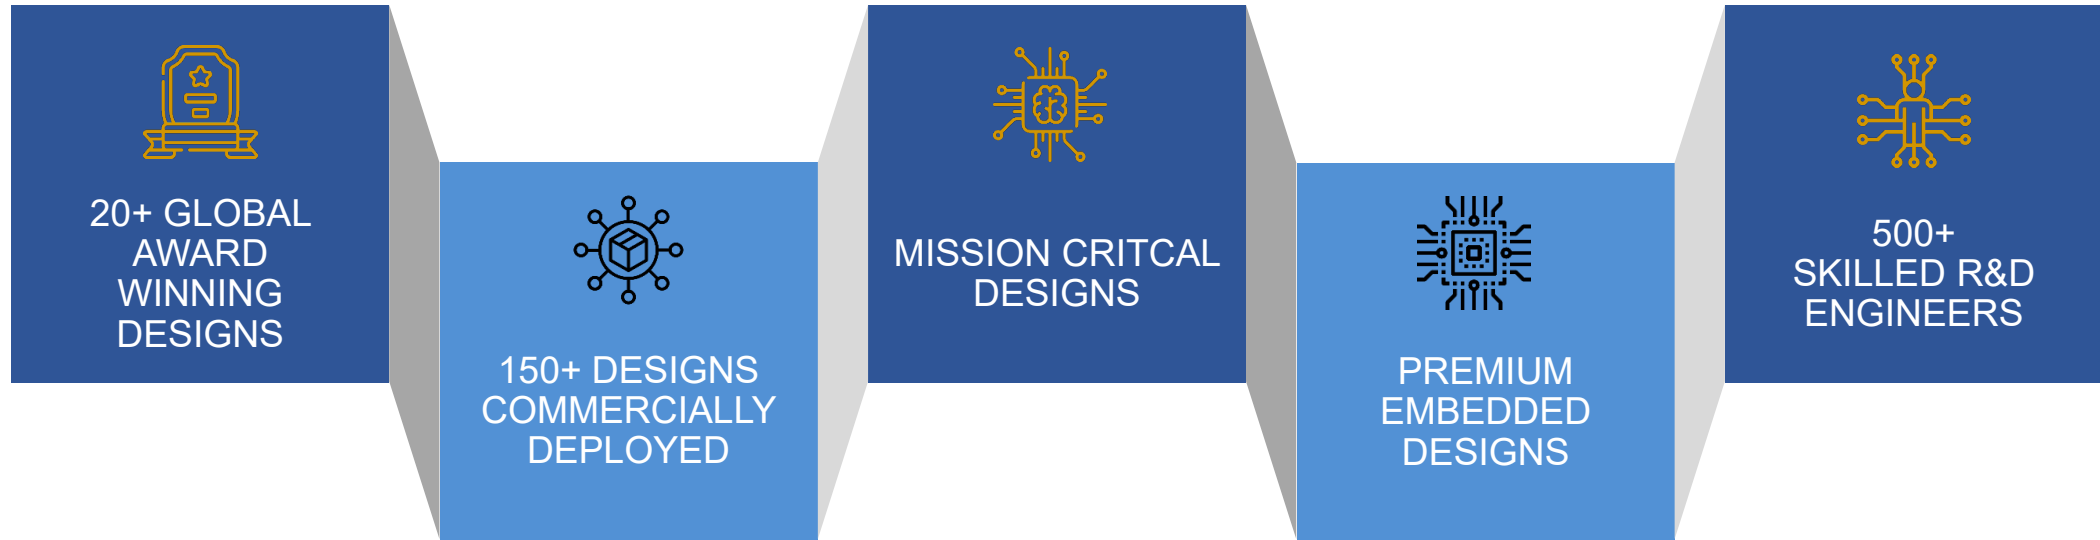 20+ GLOBAL
AWARD
WINNING
DESIGNS
150+ DESIGNS
COMMERCIALLY
DEPLOYED
MISSION CRITCAL
DESIGNS
PREMIUM
EMBEDDED
DESIGNS
500+
SKILLED R&D
ENGINEERS